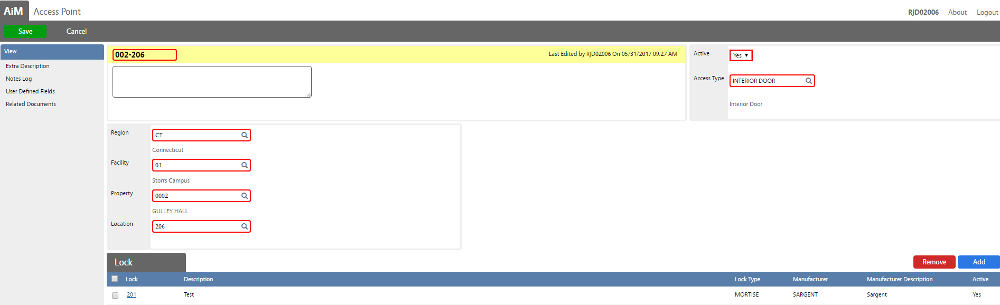 AiM Access Point
RJD02006 About Logout
Save Cancel
View
Extra Description
Notes Log
User Defined Fields
Related Documents
002-206
Last Edited by RJD02006 On 05/31/2017 09:27 AM
Active Yes
Access Type INTERIOR DOOR
Interior Door
Region CT
Connecticut
Facility 01
Storrs Campus
Property 0002
GULLEY HALL
Location 206
Lock
Remove Add
Lock Description Lock Type Manufacturer Manufacturer Description Active
201 Test MORTISE SARGENT Sargent Yes